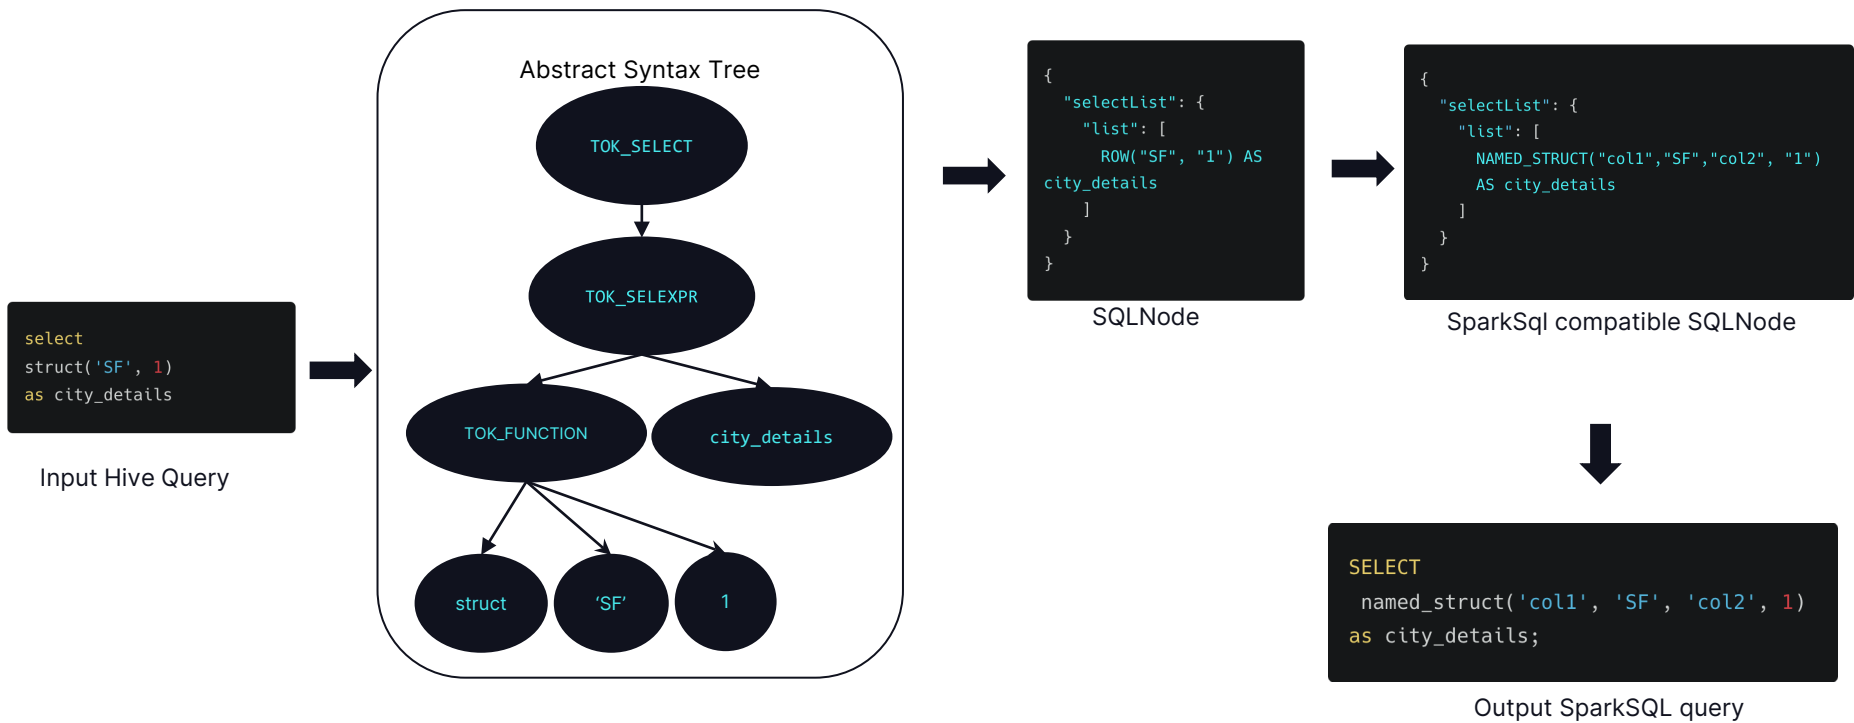 select
struct('SF', 1)
as city_details
Input Hive Query
Abstract Syntax Tree
TOK_SELECT
TOK_SELEXPR
TOK_FUNCTION
city_details
struct
‘SF’
1
{
"selectList": {
"list": [
ROW("SF", "1") AS
city_details
]
}
}
SQLNode
{
"selectList": {
"list": [
NAMED_STRUCT("col1","SF","col2", "1")
AS city_details
]
}
}
SparkSql compatible SQLNode
SELECT
named_struct('col1', 'SF', 'col2', 1)
as city_details;
Output SparkSQL query